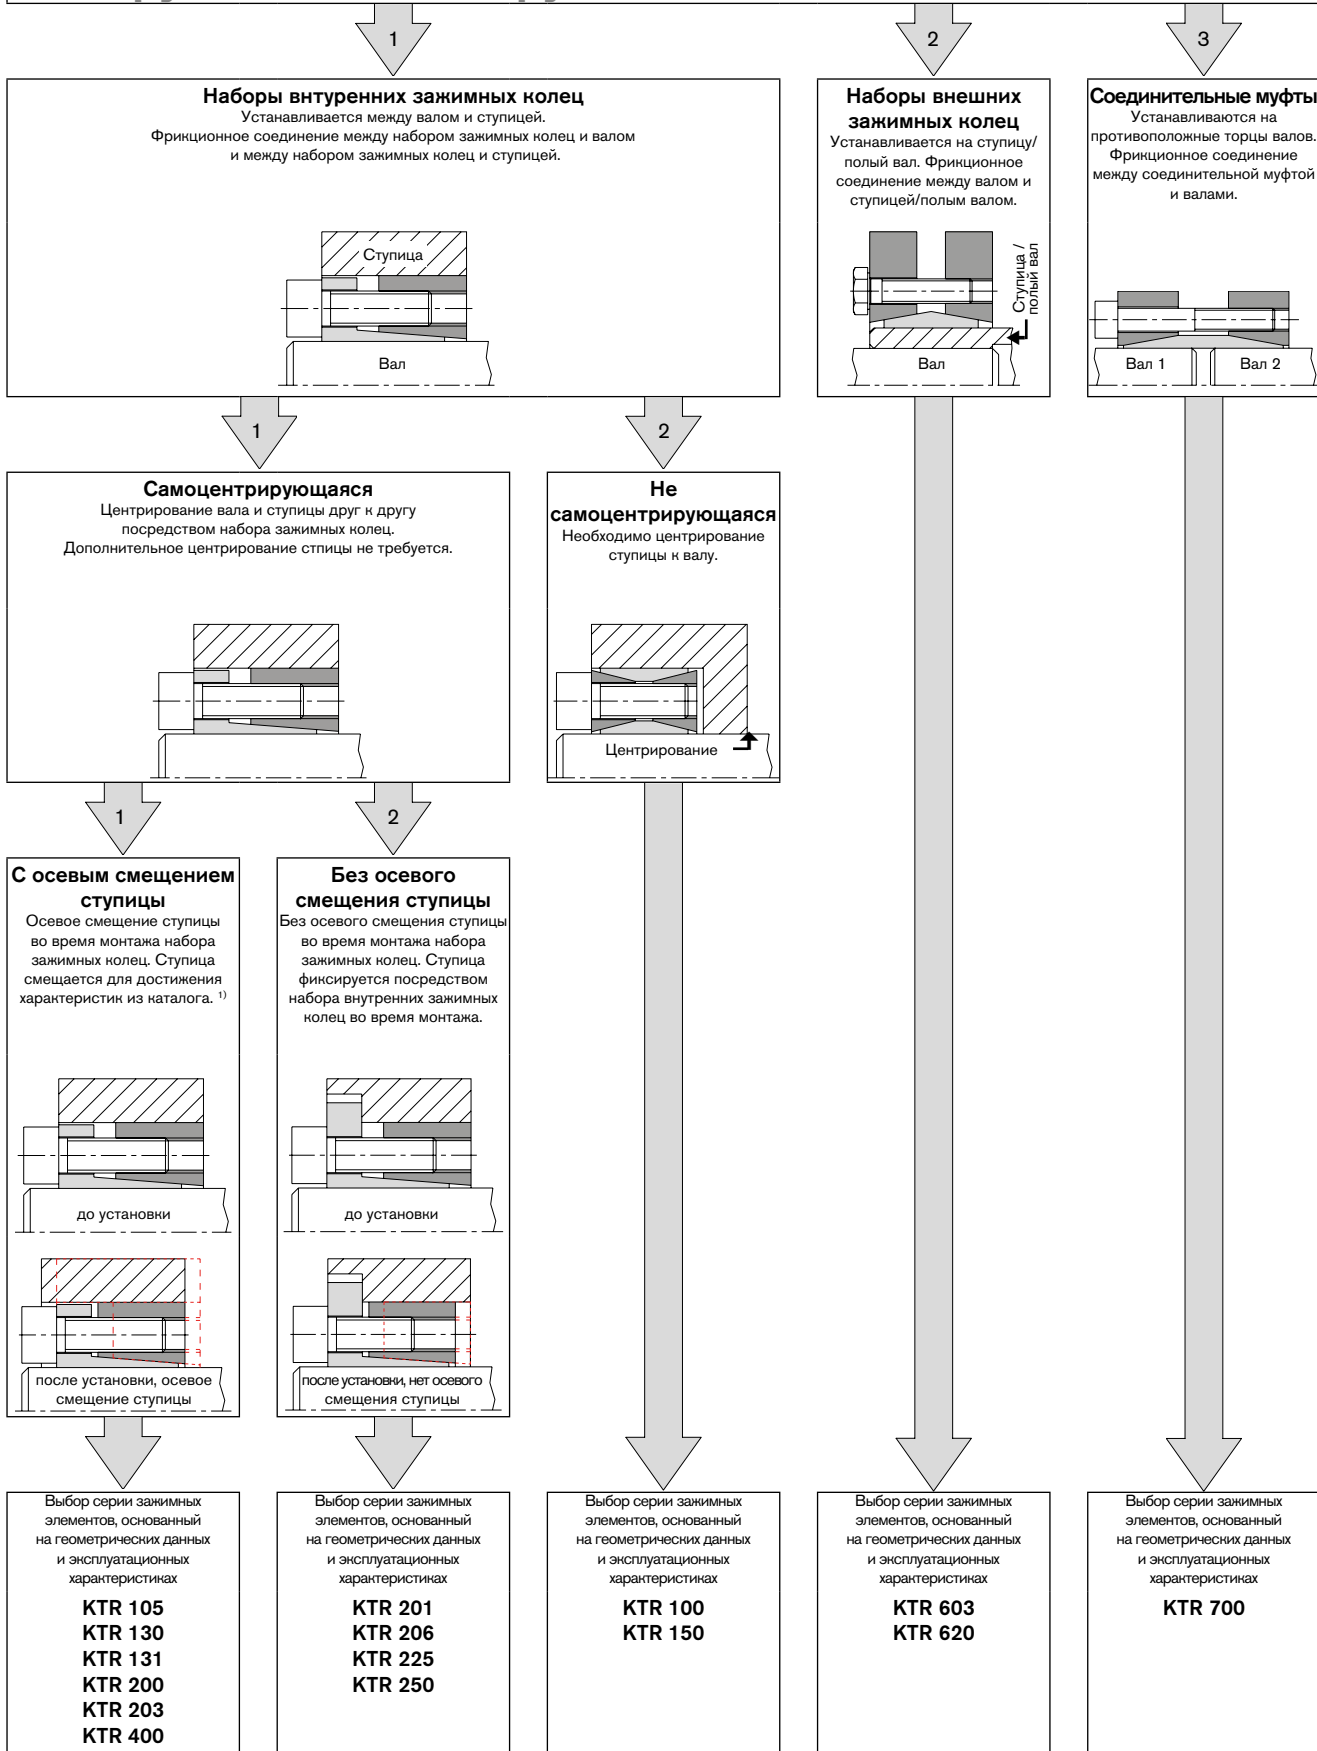 1
2
3
Наборы внтуренних зажимных колец
Устанавливается между валом и ступицей.
Фрикционное соединение между набором зажимных колец и валом
и между набором зажимных колец и ступицей.
Ступица
Вал
Наборы внешних
зажимных колец
Устанавливается на ступицу/
полый вал. Фрикционное
соединение между валом и
ступицей/полым валом.
Ступица /
полый вал
Вал
Соединительные муфты
Устанавливаются на
противоположные торцы валов.
Фрикционное соединение
между соединительной муфтой
и валами.
Вал 1
Вал 2
1
2
Самоцентрирующаяся
Центрирование вала и ступицы друг к другу
посредством набора зажимных колец.
Дополнительное центрирование стпицы не требуется.
Не
самоцентрирующаяся
Необходимо центрирование
ступицы к валу.
Центрирование
1
2
С осевым смещением
ступицы
Осевое смещение ступицы
во время монтажа набора
зажимных колец. Ступица
смещается для достижения
характеристик из каталога. 1)
до установки
после установки, осевое
смещение ступицы
Без осевого
смещения ступицы
Без осевого смещения ступицы
во время монтажа набора
зажимных колец. Ступица
фиксируется посредством
набора внутренних зажимных
колец во время монтажа.
до установки
после установки, нет осевого
смещения ступицы
Выбор серии зажимных
элементов, основанный
на геометрических данных
и эксплуатационных
характеристиках
KTR 105
KTR 130
KTR 131
KTR 200
KTR 203
KTR 400
Выбор серии зажимных
элементов, основанный
на геометрических данных
и эксплуатационных
характеристиках
KTR 201
KTR 206
KTR 225
KTR 250
Выбор серии зажимных
элементов, основанный
на геометрических данных
и эксплуатационных
характеристиках
KTR 100
KTR 150
Выбор серии зажимных
элементов, основанный
на геометрических данных
и эксплуатационных
характеристиках
KTR 603
KTR 620
Выбор серии зажимных
элементов, основанный
на геометрических данных
и эксплуатационных
характеристиках
KTR 700